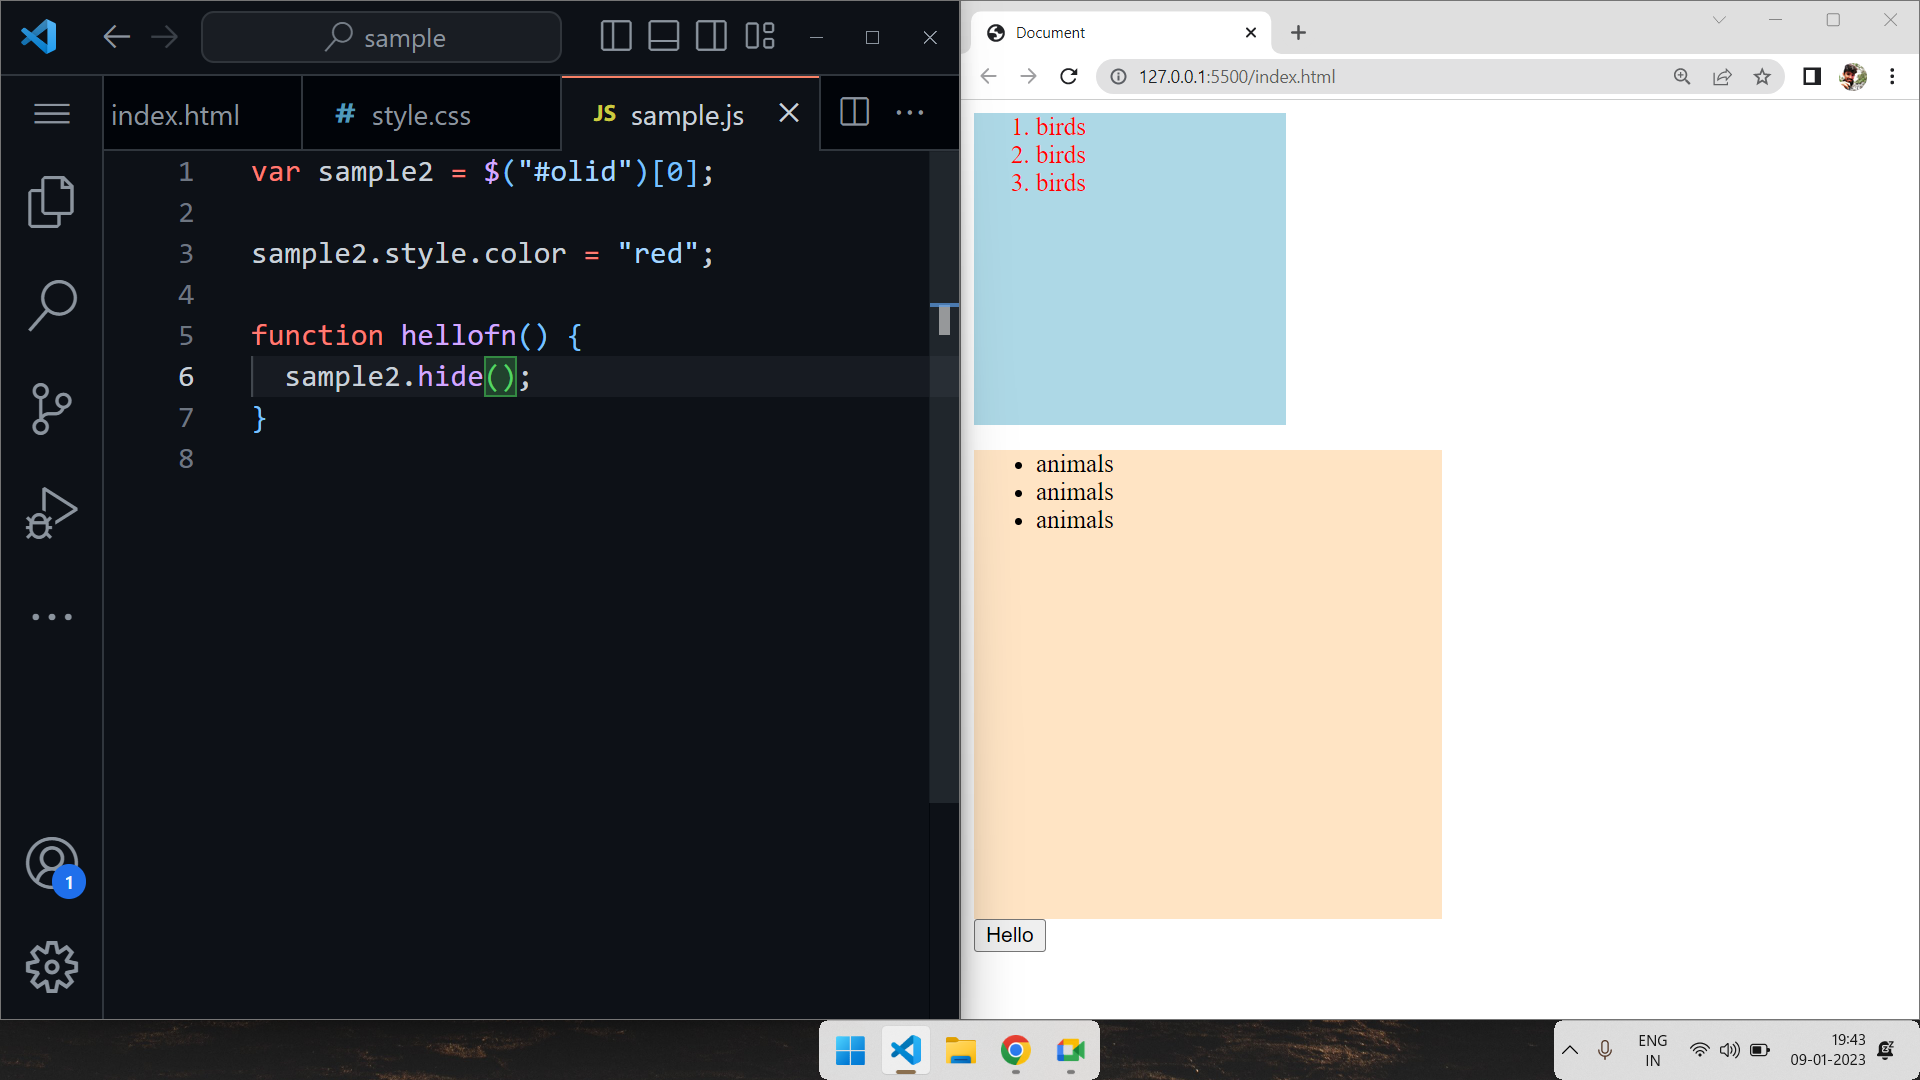 sample
index.html
# style.css
JS sample.js
1 var sample2 = $("#olid")[0];
2
3 sample2.style.color = "red";
4
5 function hellofn() {
6 sample2.hide();
7 }
8
1
Document
127.0.0.1:5500/index.html
1. birds
2. birds
3. birds
• animals
• animals
• animals
Hello
ENG
IN
19:43
09-01-2023